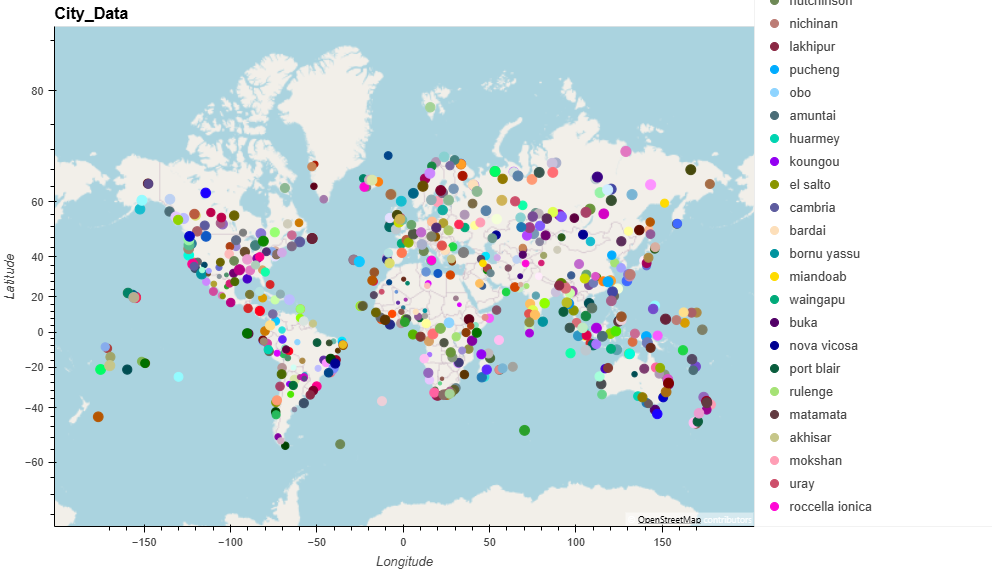 City_Data
hutchinson
nichinan
lakhipur
pucheng
obo
amuntai
huarmey
koungou
el salto
cambria
bardai
bornu yassu
miandoab
waingapu
buka
nova vicosa
port blair
rulenge
matamata
akhisar
mokshan
uray
roccella ionica
80
60
40
20
0
−20
−40
−60
Latitude
−150
−100
−50
0
50
100
150
Longitude
OpenStreetMap contributors